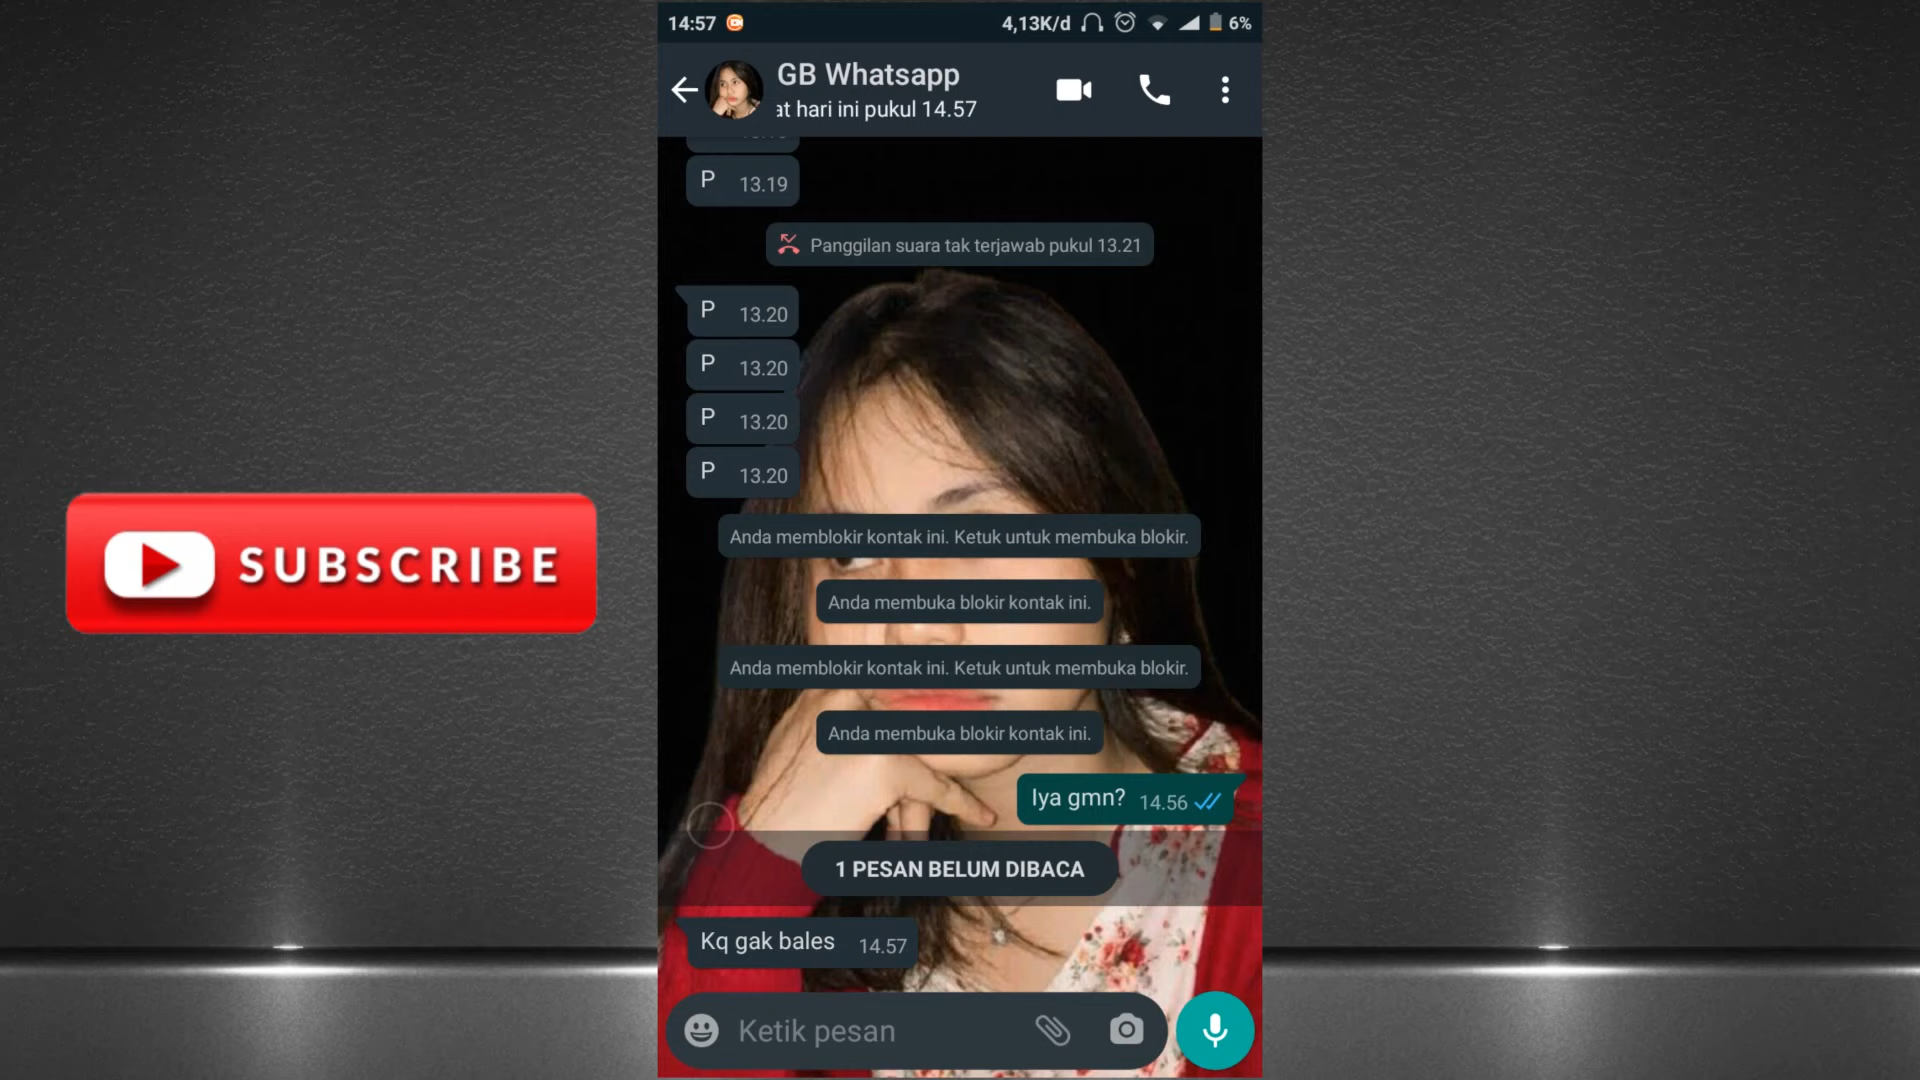 14:57
4,13K/d
6%
GB Whatsapp
at hari ini pukul 14.57
P 13.19
Panggilan suara tak terjawab pukul 13.21
P 13.20
P 13.20
P 13.20
P 13.20
Anda memblokir kontak ini. Ketuk untuk membuka blokir.
Anda membuka blokir kontak ini.
Anda memblokir kontak ini. Ketuk untuk membuka blokir.
Anda membuka blokir kontak ini.
Iya gmn? 14.56
1 PESAN BELUM DIBACA
Kq gak bales 14.57
Ketik pesan
SUBSCRIBE